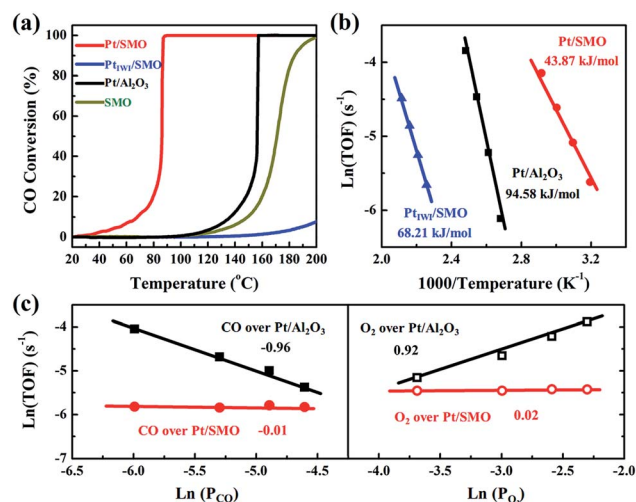 (a)
CO Conversion (%)
100
80
60
40
20
0
Pt/SMO
Pt_IWI/SMO
Pt/Al₂O₃
SMO
20 40 60 80 100 120 140 160 180 200
Temperature (°C)
(b)
Ln(TOF) (s⁻¹)
-4
-5
-6
Pt/SMO
43.87 kJ/mol
Pt/Al₂O₃
94.58 kJ/mol
Pt_IWI/SMO
68.21 kJ/mol
2.0 2.4 2.8 3.2
1000/Temperature (K⁻¹)
(c)
Ln(TOF) (s⁻¹)
-4
-5
-6
-7
CO over Pt/Al₂O₃
-0.96
CO over Pt/SMO -0.01
-6.5 -6.0 -5.5 -5.0 -4.5
Ln (P_CO)
O₂ over Pt/Al₂O₃
0.92
O₂ over Pt/SMO 0.02
-4.0 -3.5 -3.0 -2.5 -2.0
Ln (P_O₂)